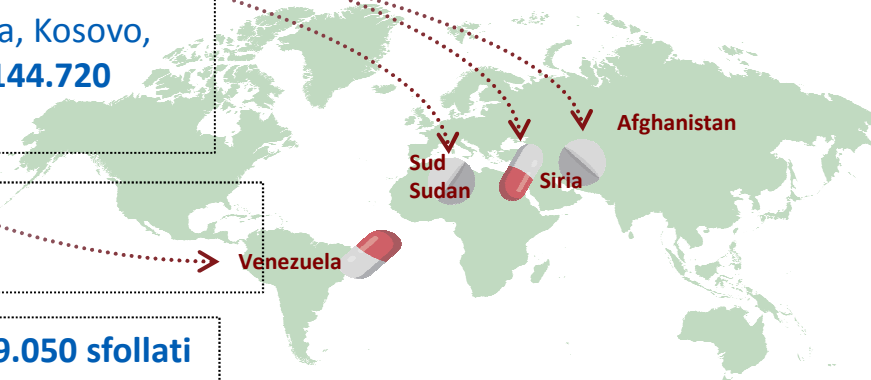 Kosovo,
144.720
Afghanistan
Sud
Sudan
Siria
Venezuela
9.050 sfollati